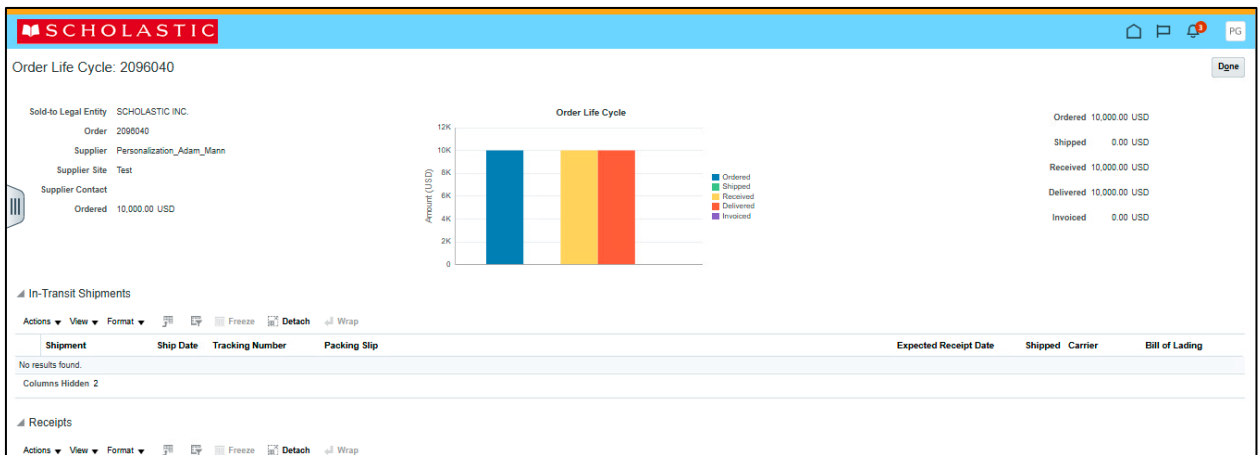 SCHOLASTIC
3
PG
Order Life Cycle: 2096040
Done
Sold-to Legal Entity SCHOLASTIC INC.
Order 2096040
Supplier Personalization_Adam_Mann
Supplier Site Test
Supplier Contact
Ordered 10,000.00 USD
Order Life Cycle
12K
10K
8K
6K
4K
2K
0
Amount (USD)
Ordered
Shipped
Received
Delivered
Invoiced
Ordered 10,000.00 USD
Shipped 0.00 USD
Received 10,000.00 USD
Delivered 10,000.00 USD
Invoiced 0.00 USD
In-Transit Shipments
Actions View Format Freeze Detach Wrap
Shipment Ship Date Tracking Number Packing Slip Expected Receipt Date Shipped Carrier Bill of Lading
No results found.
Columns Hidden 2
Receipts
Actions View Format Freeze Detach Wrap